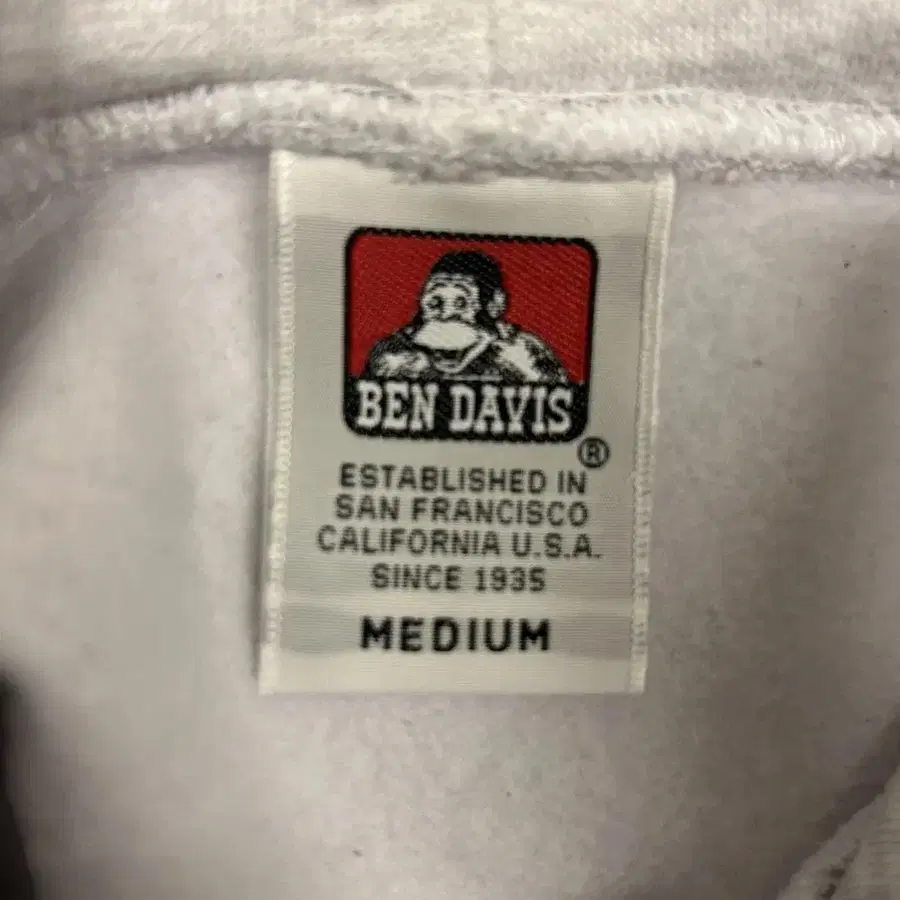 BEN DAVIS
®
ESTABLISHED IN
SAN FRANCISCO
CALIFORNIA U.S.A.
SINCE 1935
MEDIUM